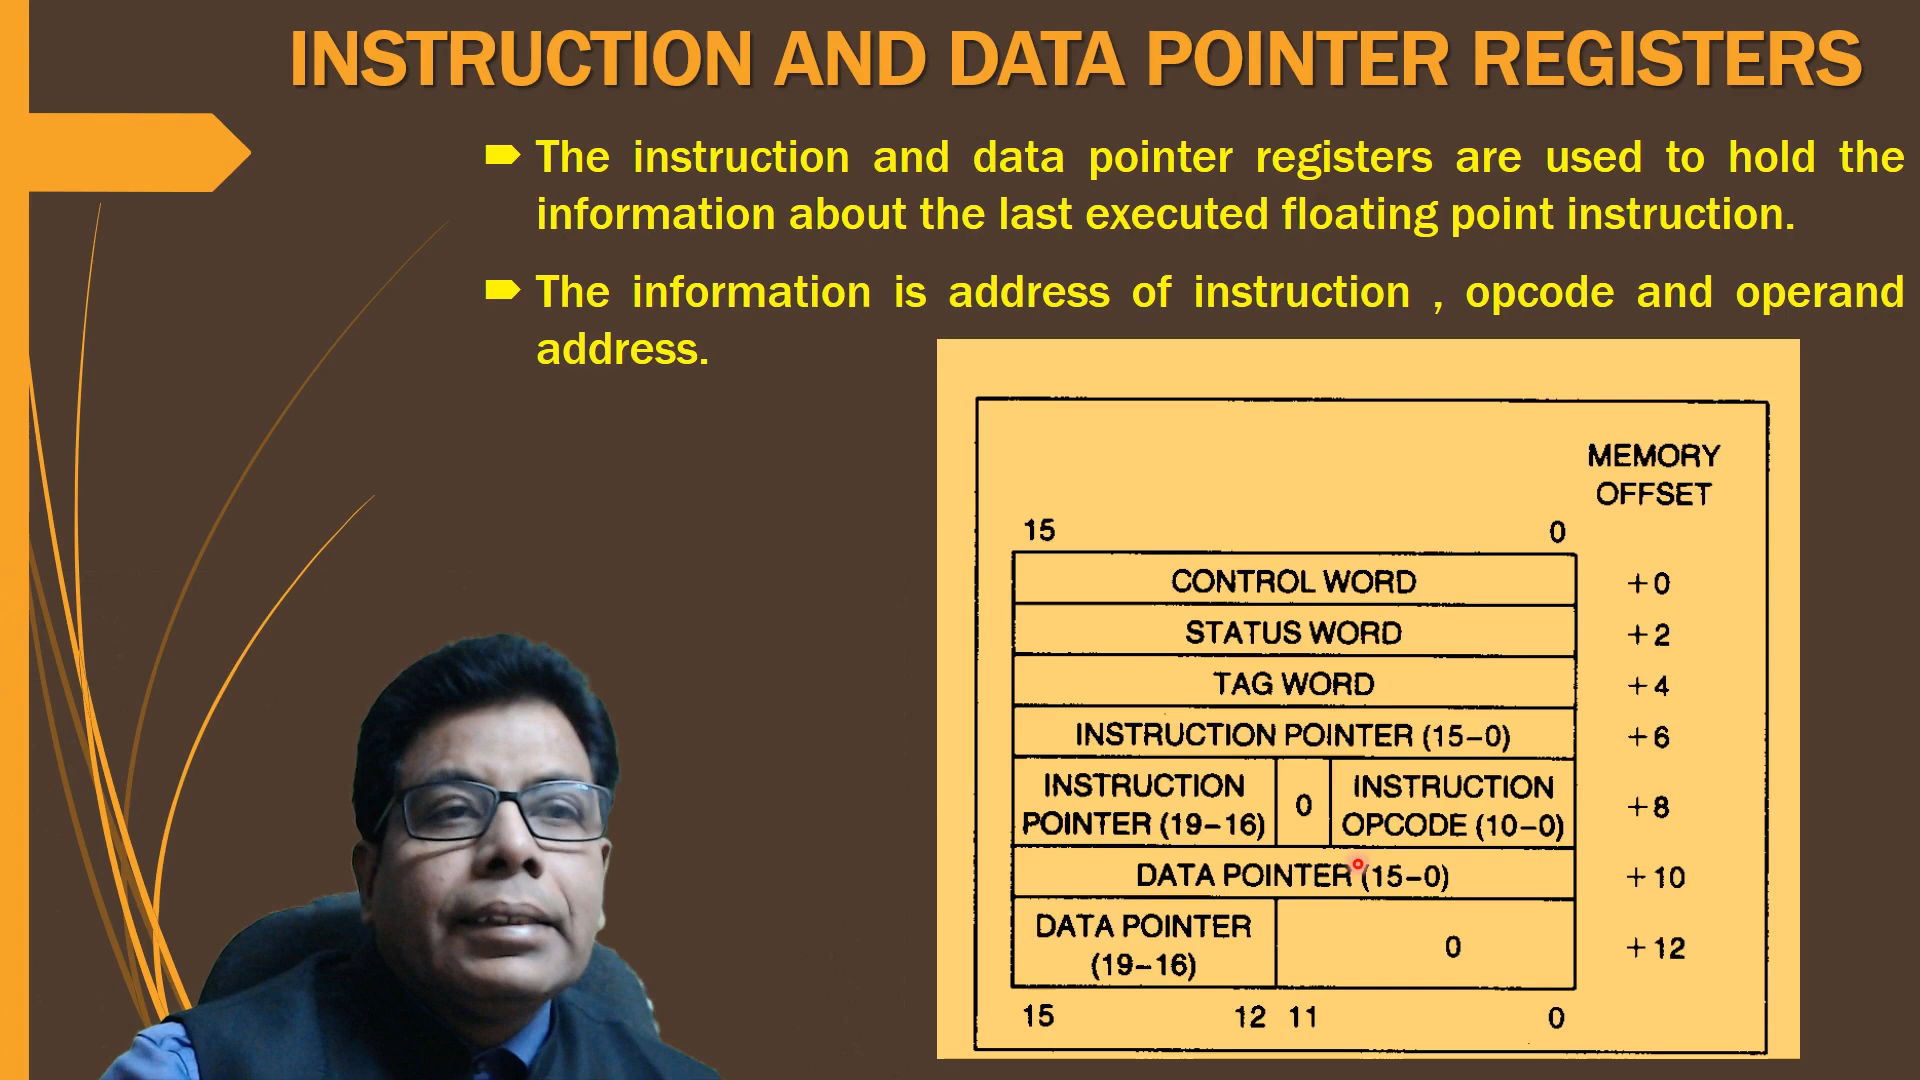 INSTRUCTION AND DATA POINTER REGISTERS
The instruction and data pointer registers are used to hold the
information about the last executed floating point instruction.
The information is address of instruction , opcode and operand
address.
MEMORY
OFFSET
15 0
CONTROL WORD +0
STATUS WORD +2
TAG WORD +4
INSTRUCTION POINTER (15-0) +6
INSTRUCTION
POINTER (19-16)
0
INSTRUCTION
OPCODE (10-0)
+8
DATA POINTER (15-0) +10
DATA POINTER
(19-16)
0
+12
15 12 11 0